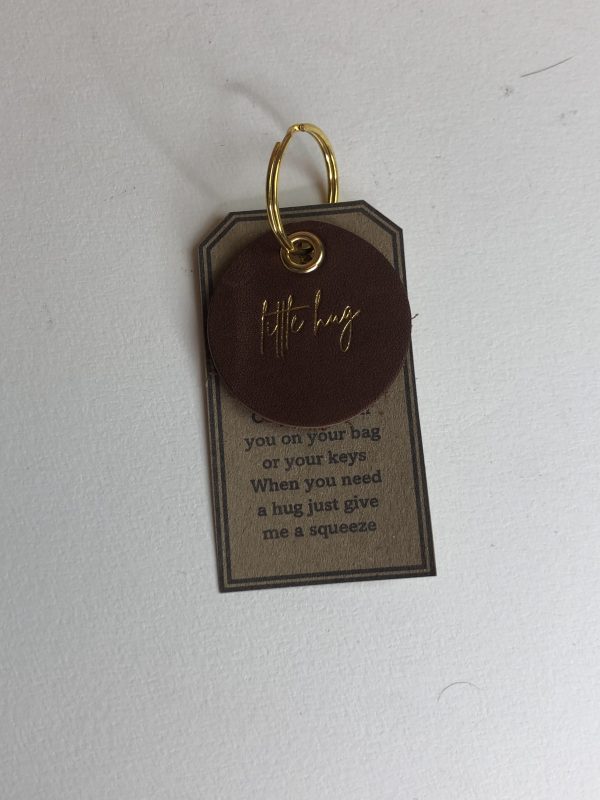 little hug
you on your bag
or your keys
When you need
a hug just give
me a squeeze